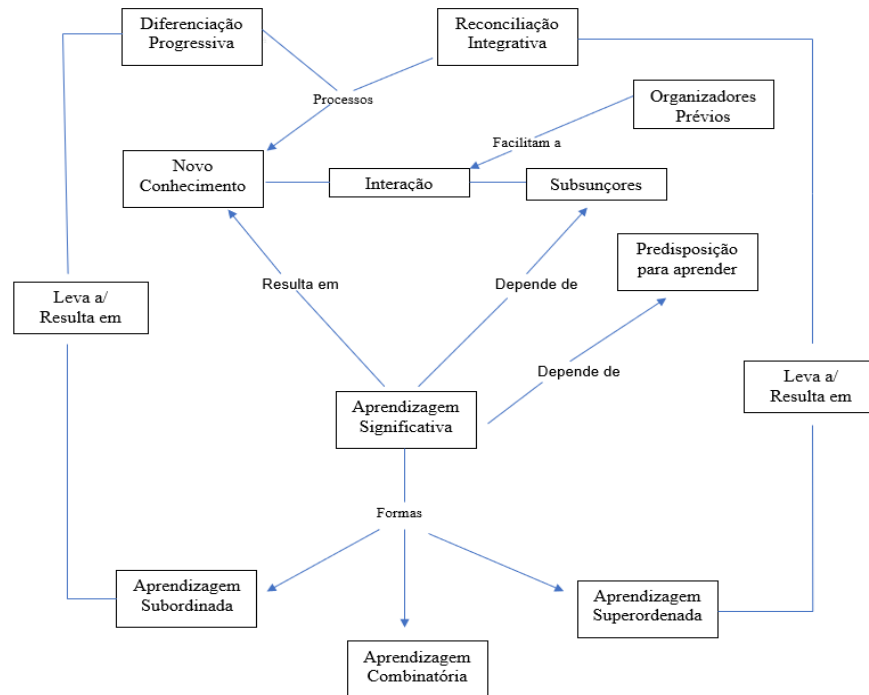 Diferenciação
Progressiva
Reconciliação
Integrativa
Processos
Organizadores
Prévios
Facilitam a
Novo
Conhecimento
Interação
Subsunçores
Predisposição
para aprender
Resulta em
Depende de
Leva a/
Resulta em
Depende de
Leva a/
Resulta em
Aprendizagem
Significativa
Formas
Aprendizagem
Subordinada
Aprendizagem
Superordenada
Aprendizagem
Combinatória